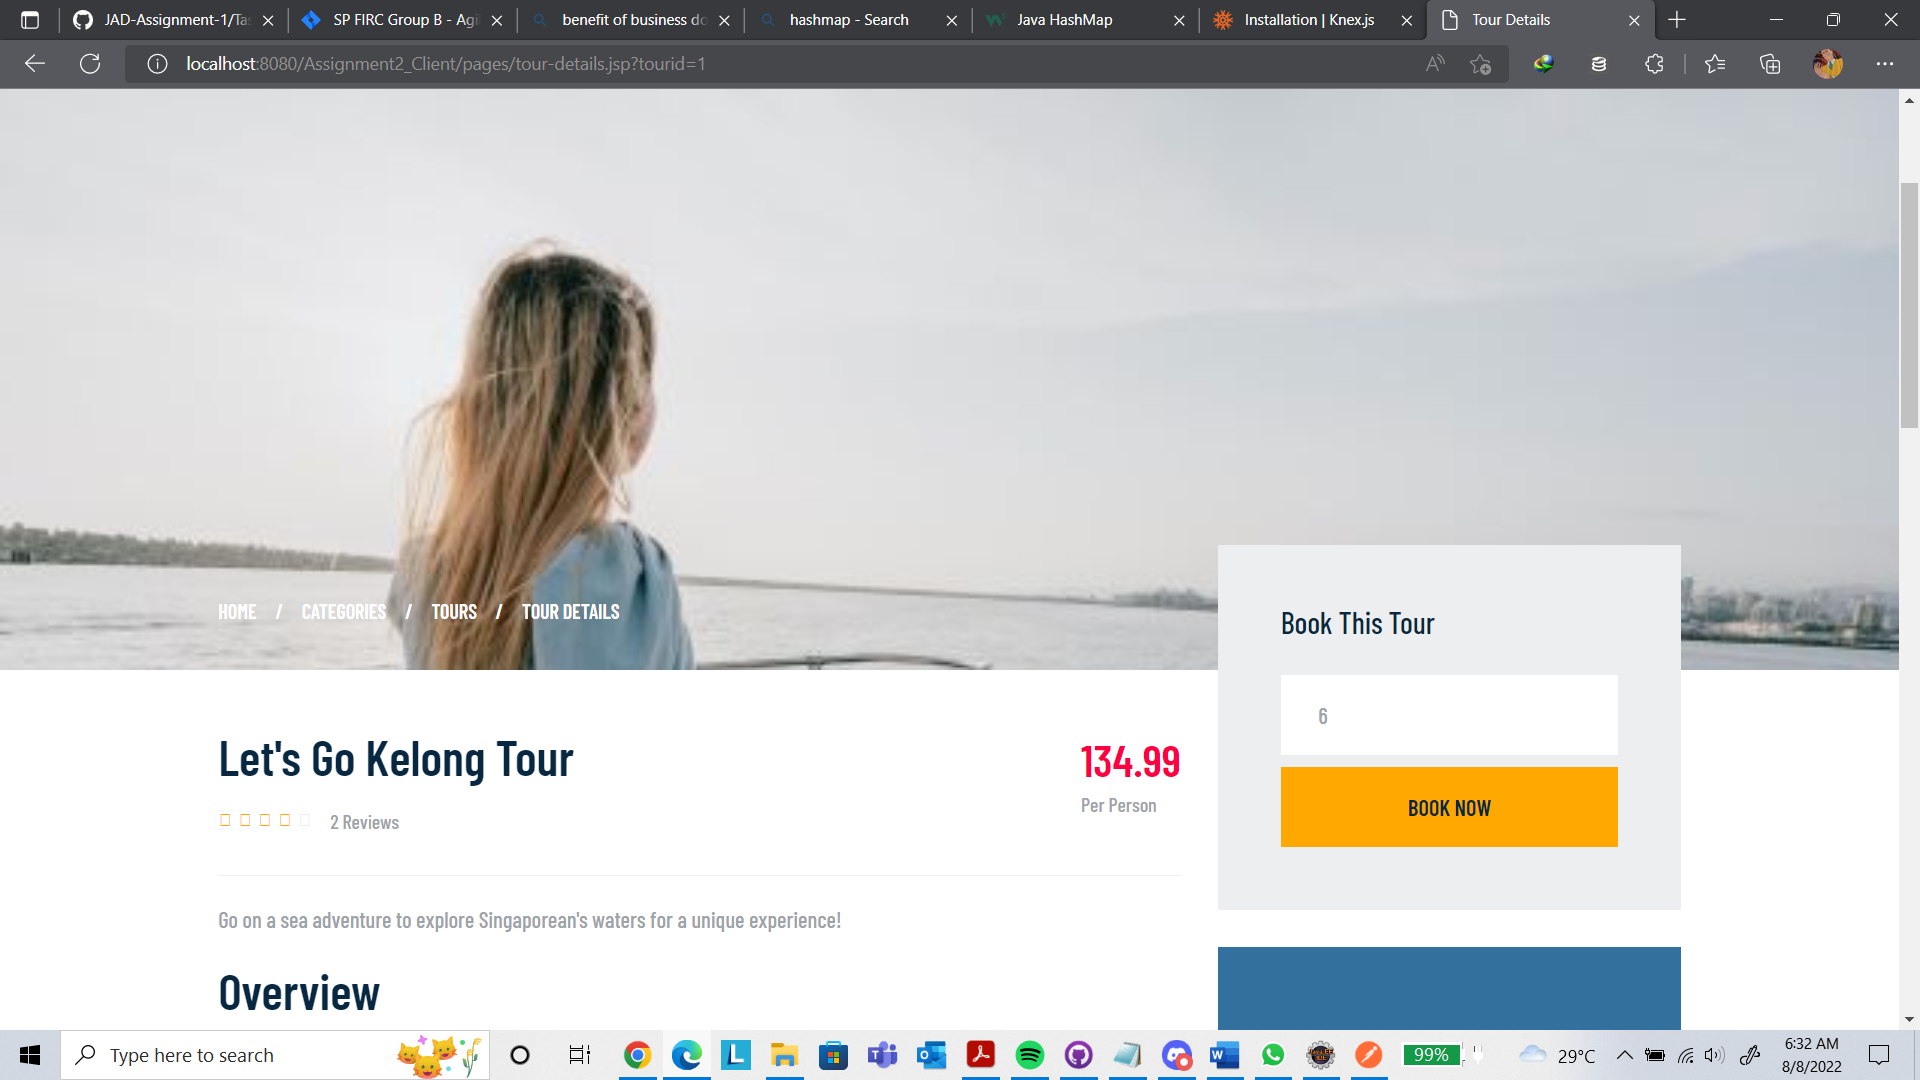 JAD-Assignment-1/Ta
SP FIRC Group B - Agi
benefit of business do
hashmap - Search
Java HashMap
Installation | Knex.js
Tour Details
localhost:8080/Assignment2_Client/pages/tour-details.jsp?tourid=1
HOME / CATEGORIES / TOURS / TOUR DETAILS
Book This Tour
6
BOOK NOW
Let's Go Kelong Tour
134.99
Per Person
2 Reviews
Go on a sea adventure to explore Singaporean's waters for a unique experience!
Overview
Type here to search
99%
29°C
6:32 AM
8/8/2022